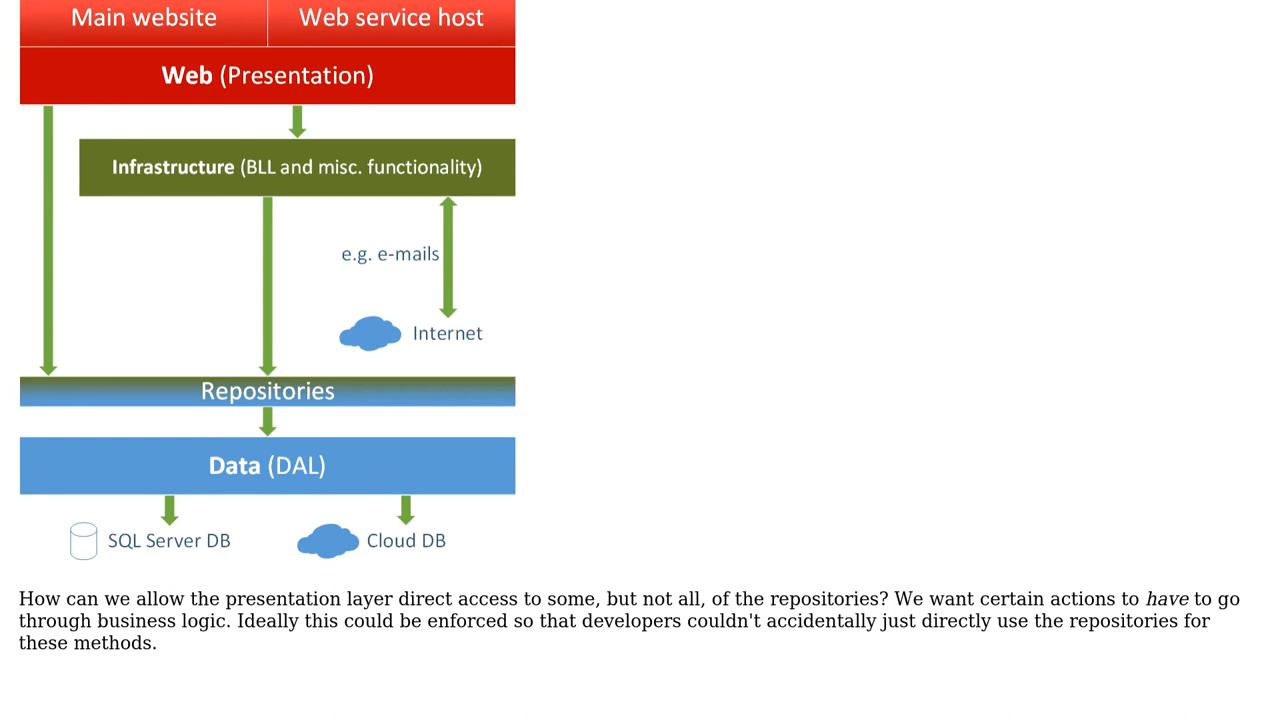 Main website
Web service host
Web (Presentation)
Infrastructure (BLL and misc. functionality)
e.g. e-mails
Internet
Repositories
Data (DAL)
SQL Server DB
Cloud DB
How can we allow the presentation layer direct access to some, but not all, of the repositories? We want certain actions to have to go
through business logic. Ideally this could be enforced so that developers couldn't accidentally just directly use the repositories for
these methods.